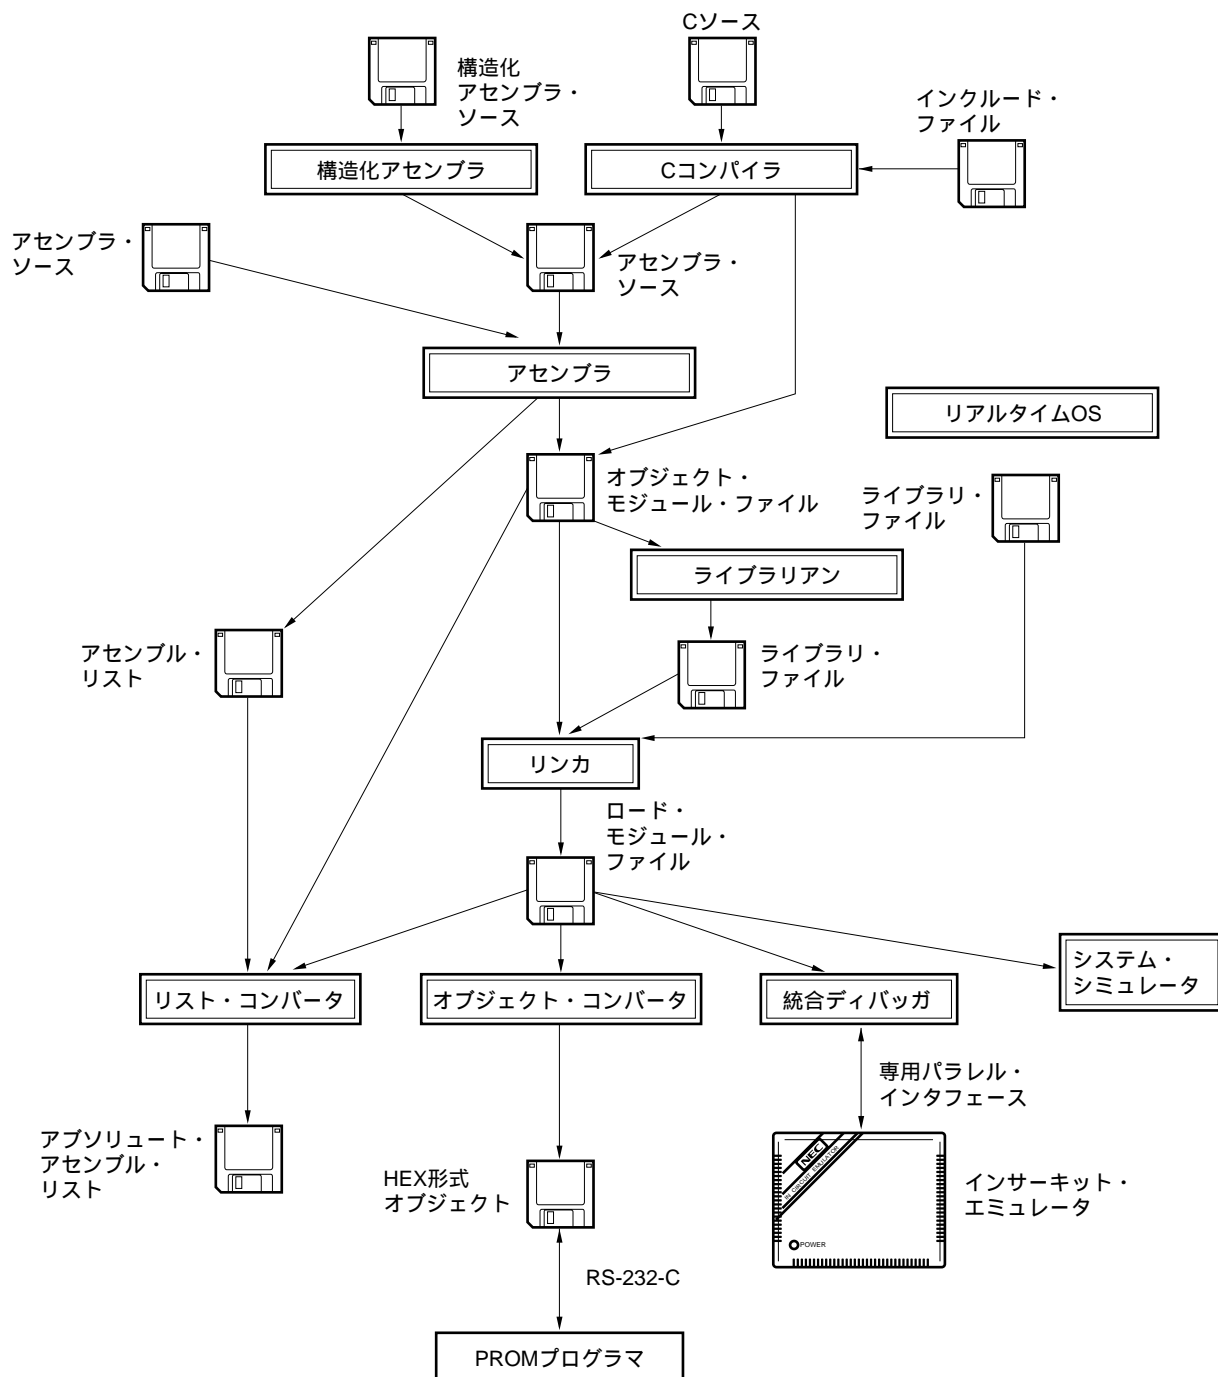 Cソース
構造化
アセンブラ・
ソース
インクルード・
ファイル
構造化アセンブラ
Cコンパイラ
アセンブラ・
ソース
アセンブラ・
ソース
アセンブラ
リアルタイムOS
オブジェクト・
モジュール・ファイル
ライブラリ・
ファイル
ライブラリアン
アセンブル・
リスト
ライブラリ・
ファイル
リンカ
ロード・
モジュール・
ファイル
システム・
シミュレータ
リスト・コンバータ
オブジェクト・コンバータ
統合ディバッガ
専用パラレル・
インタフェース
アブソリュート・
アセンブル・
リスト
HEX形式
オブジェクト
NEC
IN CIRCUIT EMULATOR
POWER
インサーキット・
エミュレータ
RS-232-C
PROMプログラマ